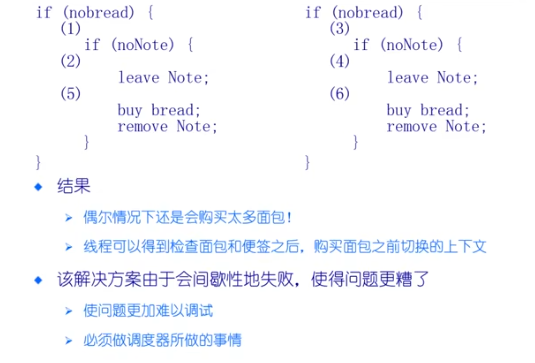 if (nobread) {
(1)
if (noNote) {
(2)
leave Note;
(5)
buy bread;
remove Note;
}
}
if (nobread) {
(3)
if (noNote) {
(4)
leave Note;
(6)
buy bread;
remove Note;
}
}
结果
偶尔情况下还是会购买太多面包!
线程可以得到检查面包和便签之后，购买面包之前切换的上下文
该解决方案由于会间歇性地失败，使得问题更糟了
使问题更加难以调试
必须做调度器所做的事情